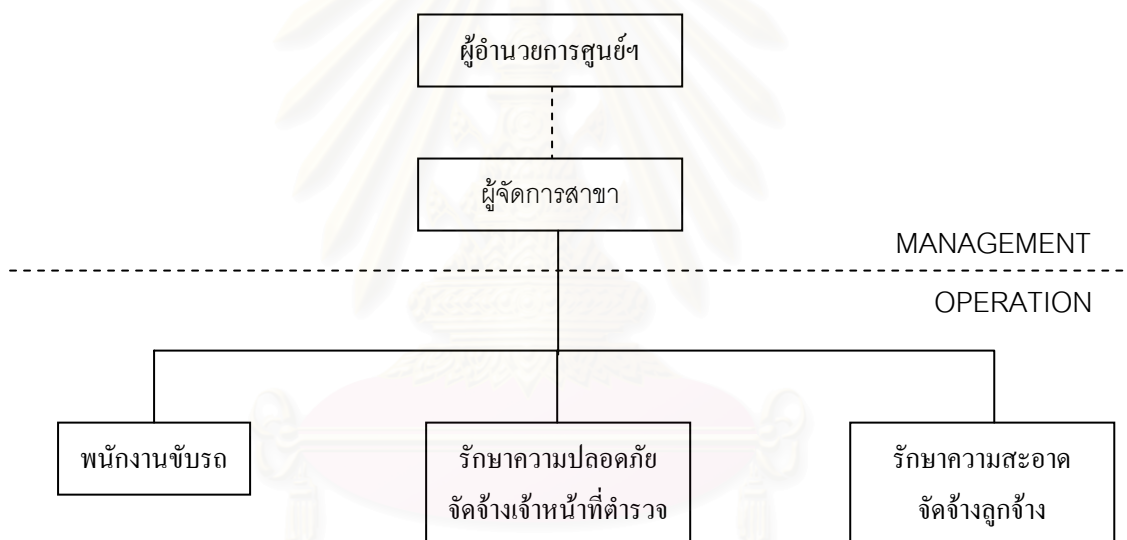 ผู้อำนวยการศูนย์ฯ
ผู้จัดการสาขา
MANAGEMENT
OPERATION
พนักงานขับรถ
รักษาความปลอดภัย
จัดจ้างเจ้าหน้าที่ตำรวจ
รักษาความสะอาด
จัดจ้างลูกจ้าง